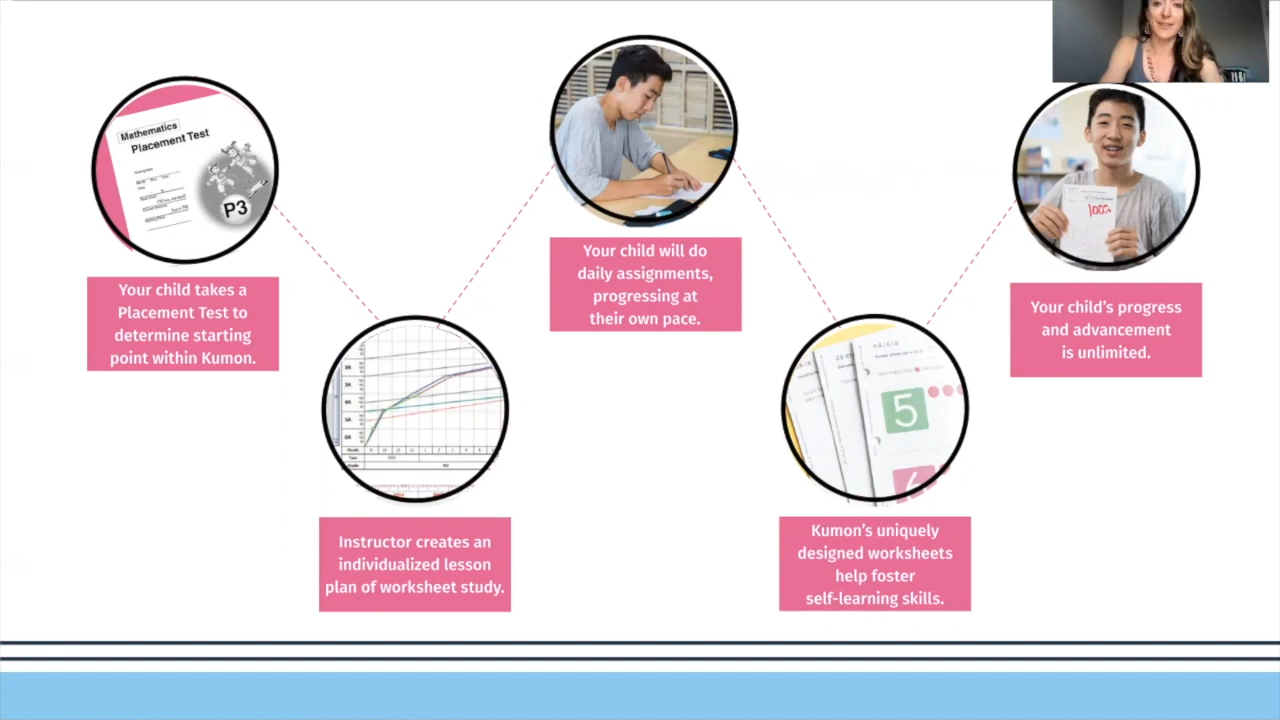 Mathematics
Placement Test
P3
Your child takes a
Placement Test to
determine starting
point within Kumon.
Instructor creates an
individualized lesson
plan of worksheet study.
Your child will do
daily assignments,
progressing at
their own pace.
5
6
Kumon’s uniquely
designed worksheets
help foster
self-learning skills.
100%
Your child’s progress
and advancement
is unlimited.